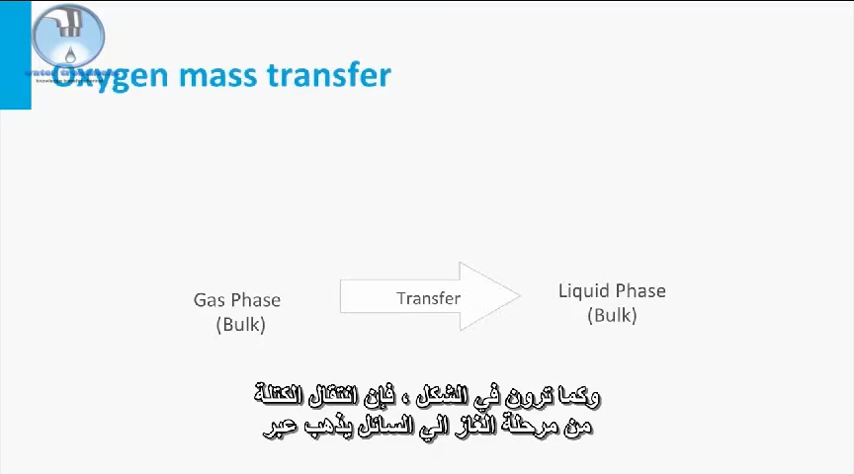 Oxygen mass transfer
Gas Phase
(Bulk)
Transfer
Liquid Phase
(Bulk)
وكما ترون في الشكل ، فإن انتقال الكتلة
من مرحلة الغاز الي السائل يذهب عبر